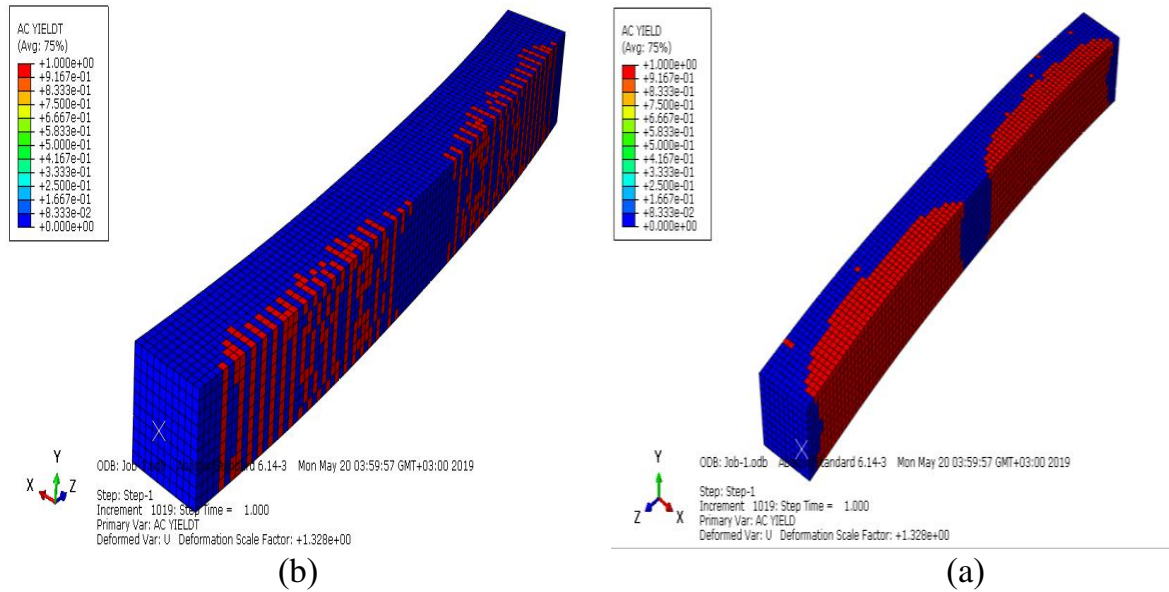 AC YIELDT
(Avg: 75%)
+1.000e+00
+9.167e-01
+8.333e-01
+7.500e-01
+6.667e-01
+5.833e-01
+5.000e-01
+4.167e-01
+3.333e-01
+2.500e-01
+1.667e-01
+8.333e-02
+0.000e+00
Y
X
Z
ODB: Job-1.odb Standard 6.14-3 Mon May 20 03:59:57 GMT+03:00 2019
Step: Step-1
Increment 1019: Step Time = 1.000
Primary Var: AC YIELDT
Deformed Var: U Deformation Scale Factor: +1.328e+00
(b)
AC YIELD
(Avg: 75%)
+1.000e+00
+9.167e-01
+8.333e-01
+7.500e-01
+6.667e-01
+5.833e-01
+5.000e-01
+4.167e-01
+3.333e-01
+2.500e-01
+1.667e-01
+8.333e-02
+0.000e+00
Y
Z
X
ODB: Job-1.odb Standard 6.14-3 Mon May 20 03:59:57 GMT+03:00 2019
Step: Step-1
Increment 1019: Step Time = 1.000
Primary Var: AC YIELD
Deformed Var: U Deformation Scale Factor: +1.328e+00
(a)